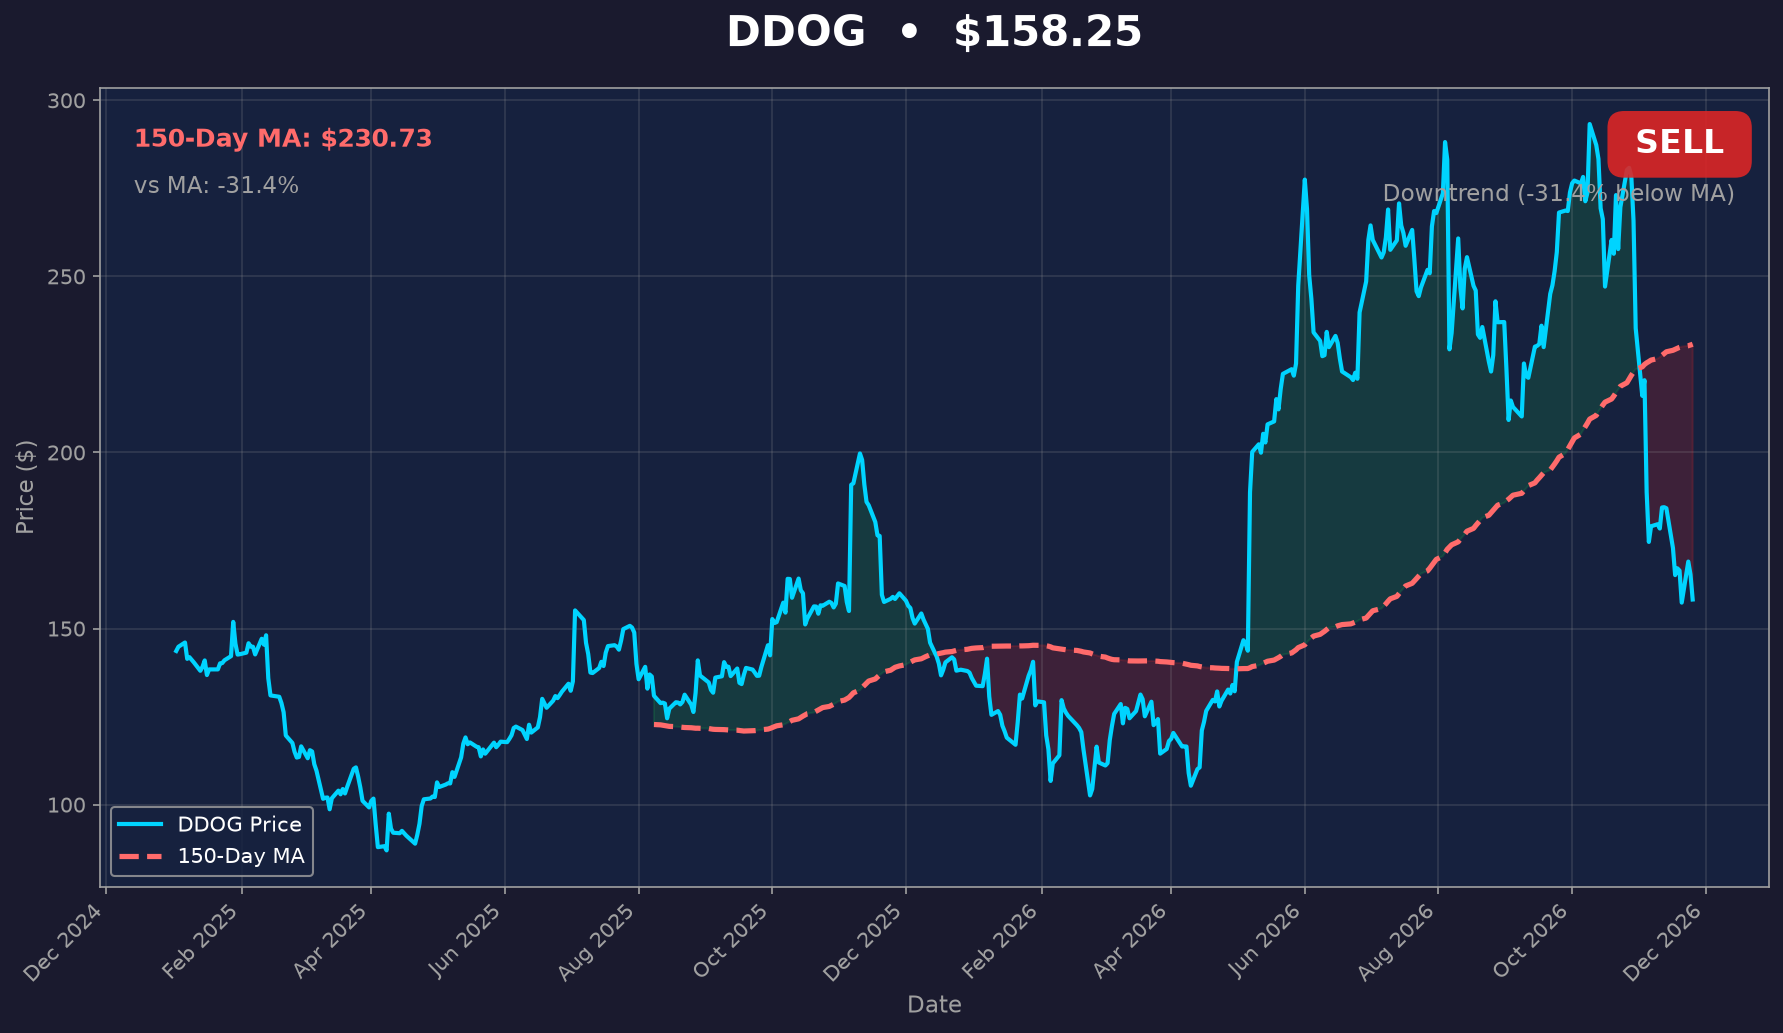 DDOG • $158.25
150-Day MA: $230.73
vs MA: -31.4%
SELL
Downtrend (-31.4% below MA)
Price ($)
300
250
200
150
100
DDOG Price
150-Day MA
Dec 2024
Feb 2025
Apr 2025
Jun 2025
Aug 2025
Oct 2025
Dec 2025
Feb 2026
Apr 2026
Jun 2026
Aug 2026
Oct 2026
Dec 2026
Date